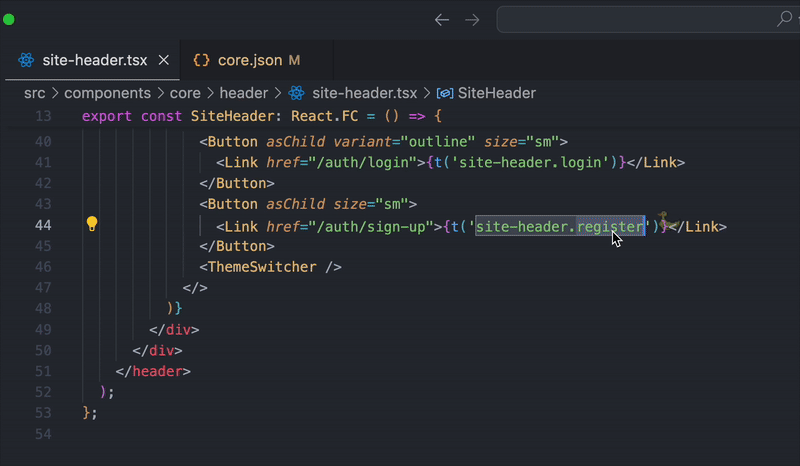 site-header.tsx core.json M
src > components > core > header > site-header.tsx > SiteHeader
13 export const SiteHeader: React.FC = () => {
40 <Button asChild variant="outline" size="sm">
41 <Link href="/auth/login">{t('site-header.login')}</Link>
42 </Button>
43 <Button asChild size="sm">
44 <Link href="/auth/sign-up">{t('site-header.register')}</Link>
45 </Button>
46 <ThemeSwitcher />
47 </>
48 )}
49 </div>
50 </div>
51 </header>
52 );
53 };
54